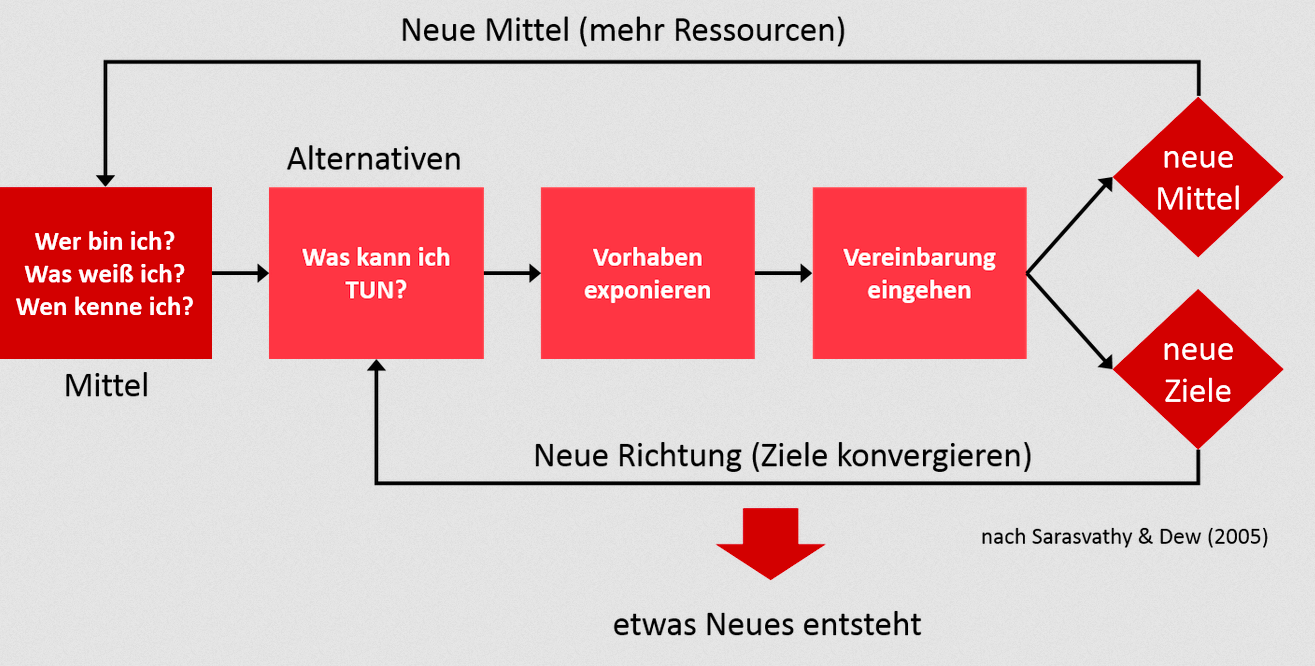 Neue Mittel (mehr Ressourcen)
Alternativen
Wer bin ich?
Was weiß ich?
Wen kenne ich?
Mittel
Was kann ich
TUN?
Vorhaben
exponieren
Vereinbarung
eingehen
neue
Mittel
neue
Ziele
Neue Richtung (Ziele konvergieren)
nach Sarasvathy & Dew (2005)
etwas Neues entsteht